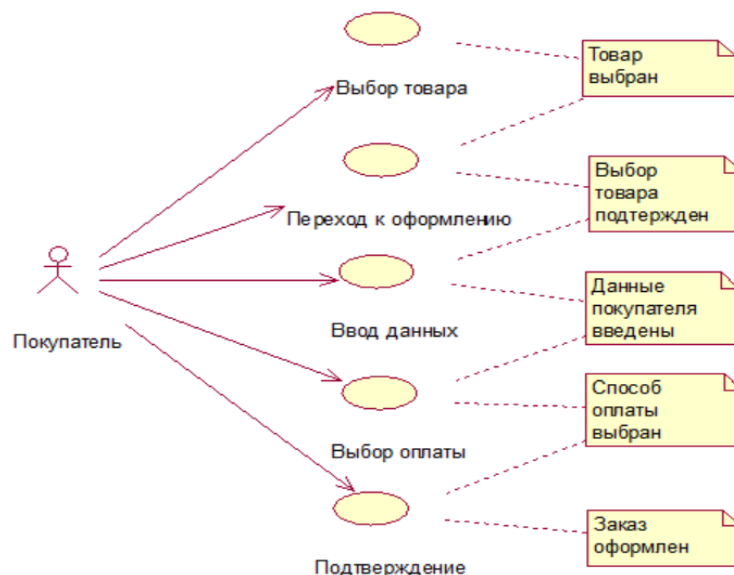 Товар
выбран
Выбор товара
Выбор
товара
подтержден
Переход к оформлению
Данные
покупателя
введены
Ввод данных
Покупатель
Способ
оплаты
выбран
Выбор оплаты
Заказ
оформлен
Подтверждение